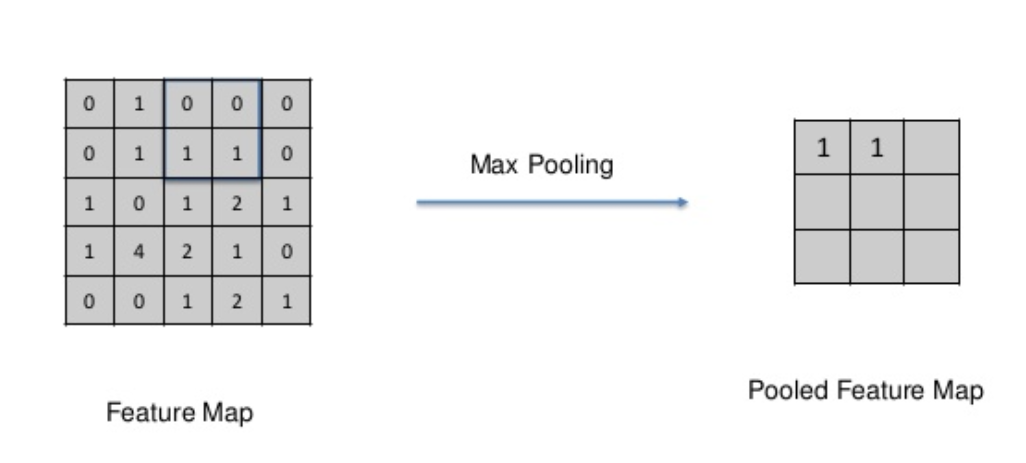 0 1 0 0 0
0 1 1 1 0
1 0 1 2 1
1 4 2 1 0
0 0 1 2 1
Feature Map
Max Pooling
1 1
Pooled Feature Map